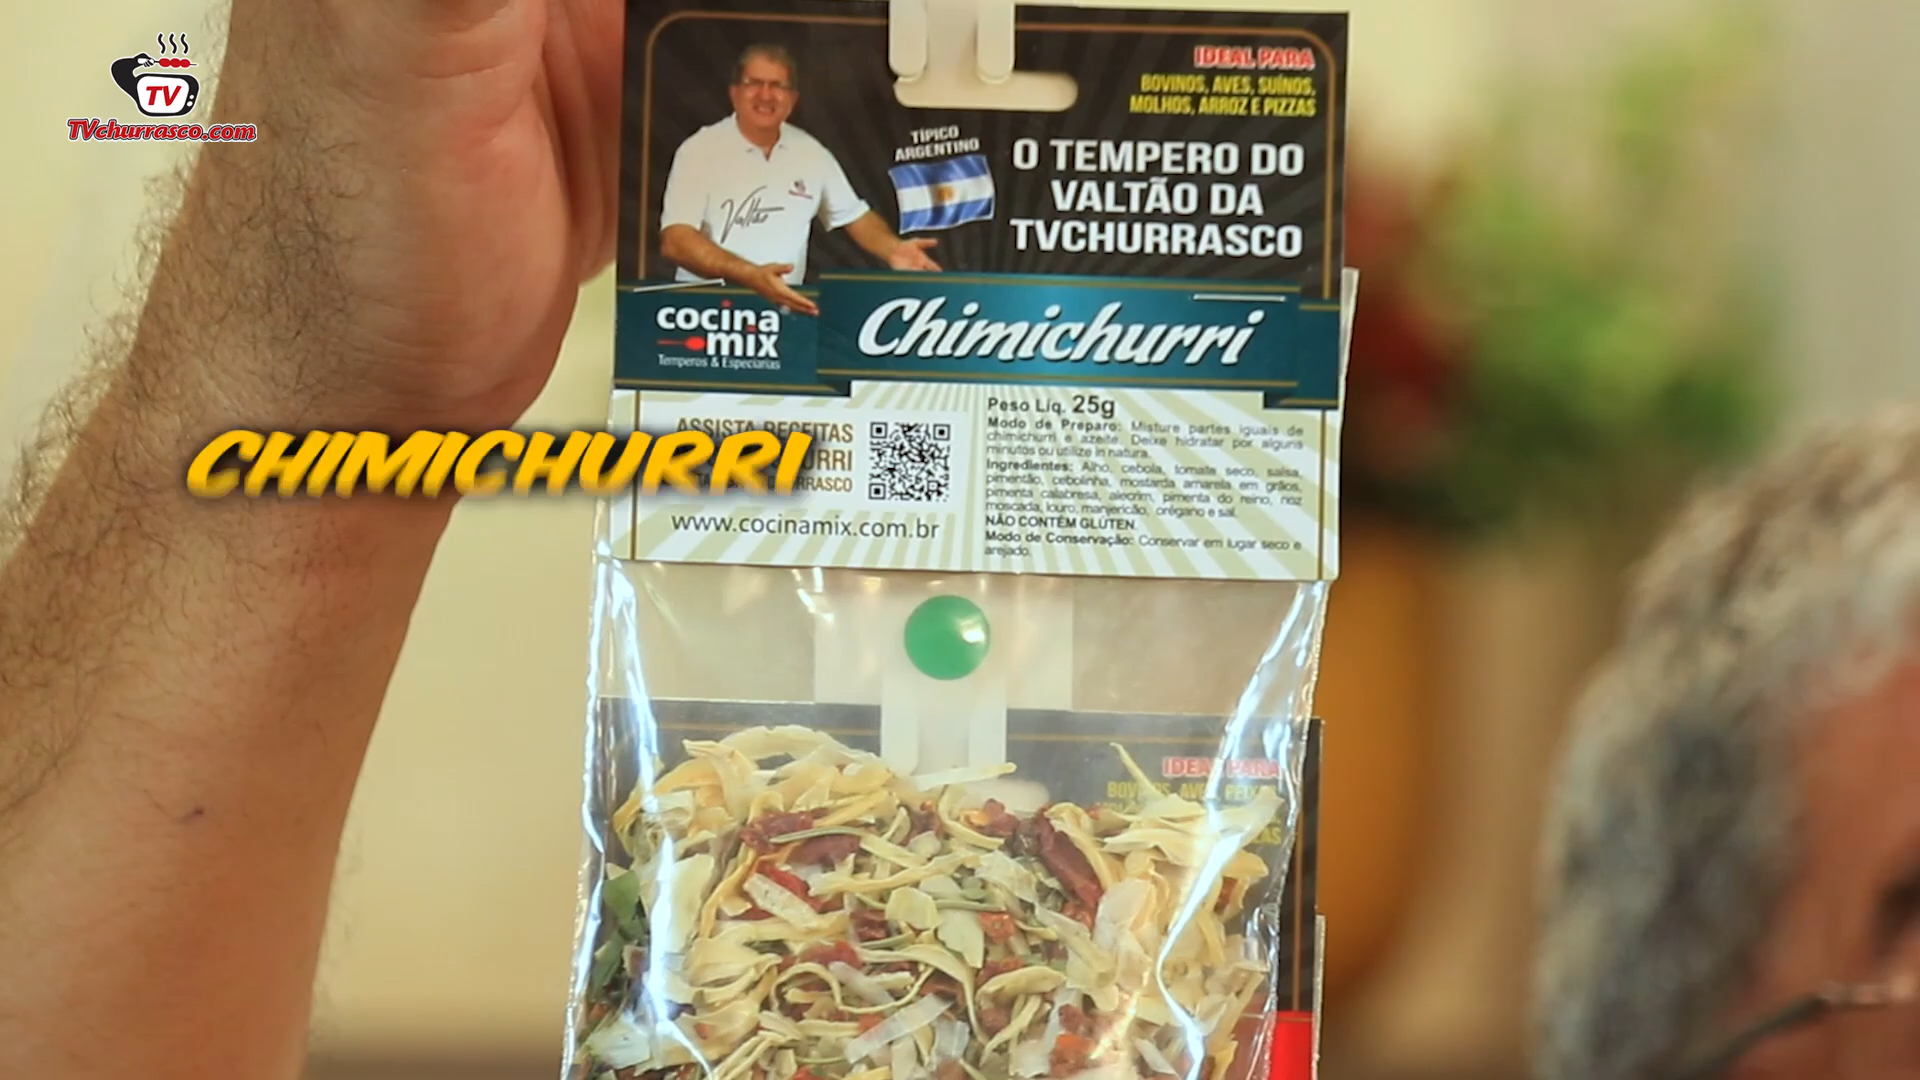 TV
TVchurrasco.com
IDEAL PARA
BOVINOS, AVES, SUÍNOS,
MOLHOS, ARROZ E PIZZAS
TÍPICO
ARGENTINO
O TEMPERO DO
VALTÃO DA
TVCHURRASCO
Valtão
cocina
mix
Temperos & Especiarias
Chimichurri
CHIMICHURRI
ASSISTA RECEITAS
www.cocinamix.com.br
Peso Líq. 25g
Modo de Preparo: Misture partes iguais de
chimichurri e azeite. Deixe hidratar por alguns
minutos ou utilize in natura.
Ingredientes: Alho, cebola, tomate seco, salsa,
pimentão, cebolinha, mostarda amarela em grãos,
pimenta calabresa, alecrim, pimenta do reino, noz
moscada, louro, manjericão, orégano e sal.
NÃO CONTÉM GLÚTEN.
Modo de Conservação: Conservar em lugar seco e
arejado.
IDEAL PARA